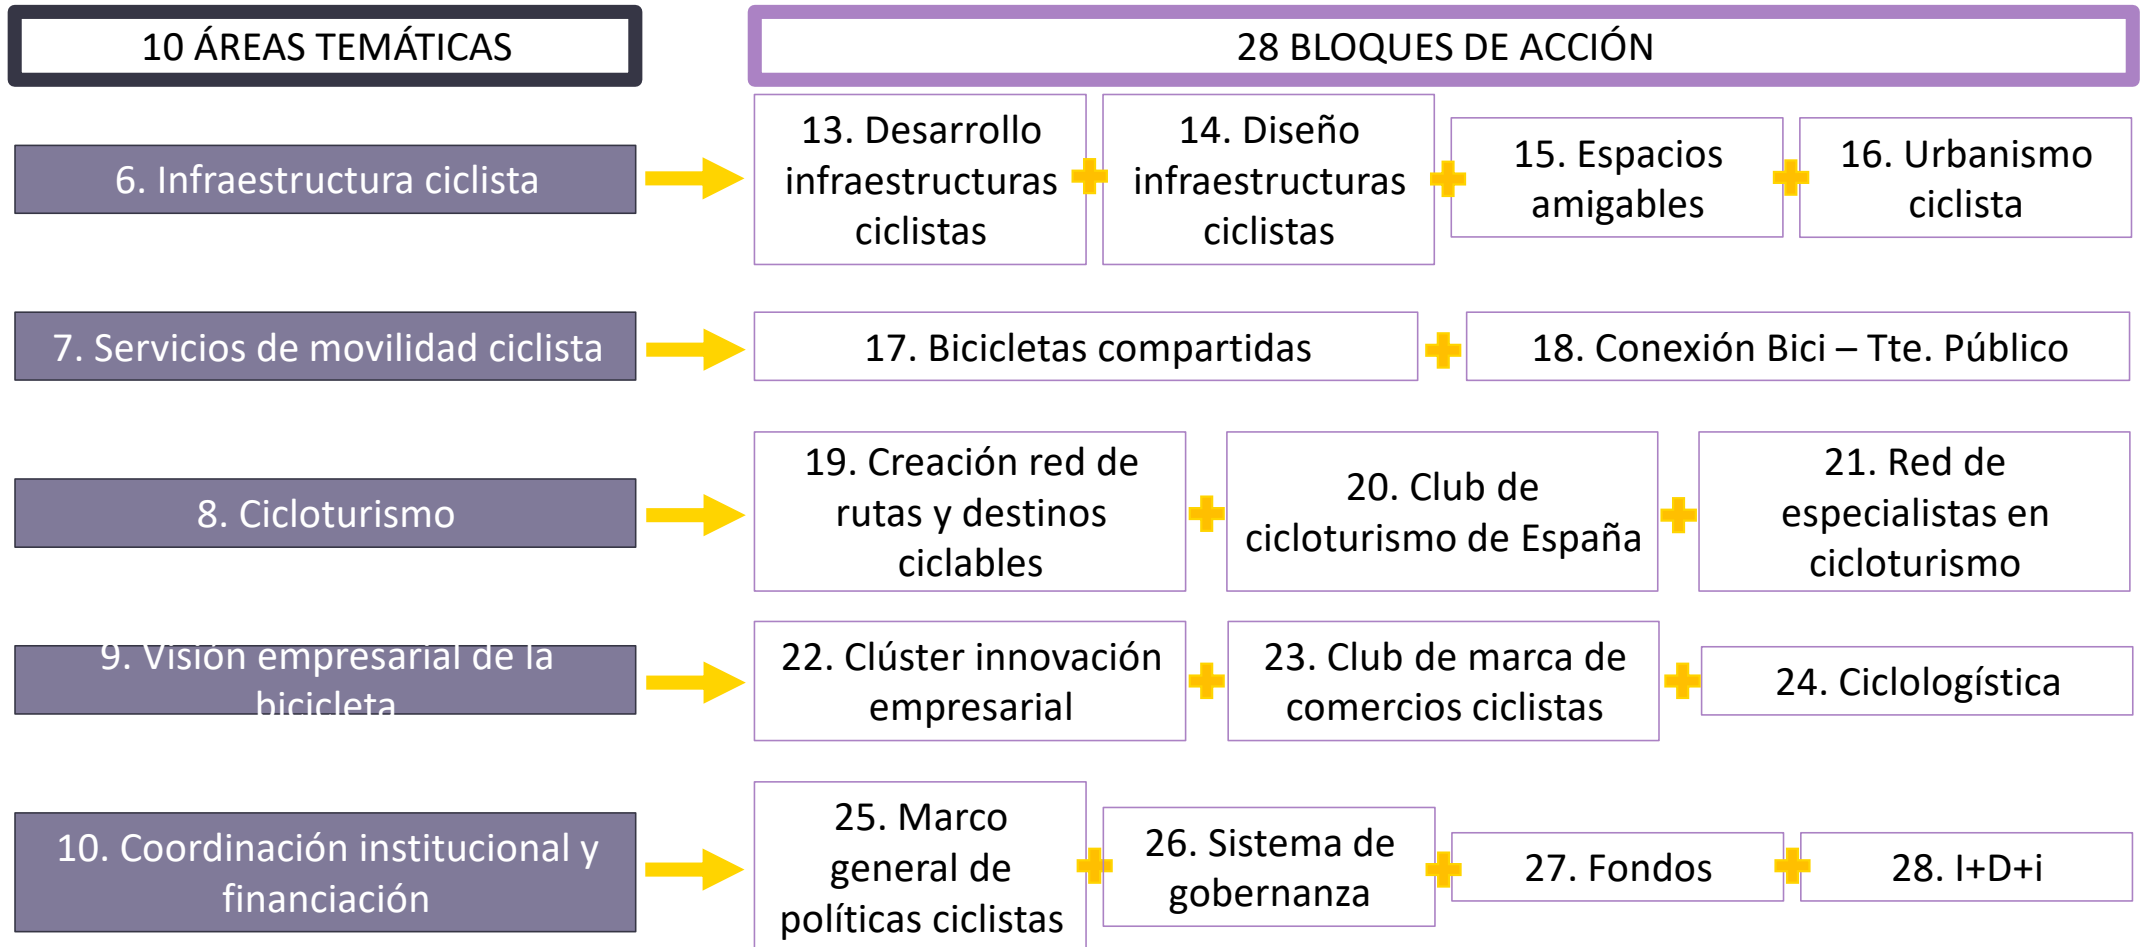 10 ÁREAS TEMÁTICAS
28 BLOQUES DE ACCIÓN
6. Infraestructura ciclista
13. Desarrollo
infraestructuras
ciclistas
14. Diseño
infraestructuras
ciclistas
15. Espacios
amigables
16. Urbanismo
ciclista
7. Servicios de movilidad ciclista
17. Bicicletas compartidas
18. Conexión Bici – Tte. Público
8. Cicloturismo
19. Creación red de
rutas y destinos
ciclables
20. Club de
cicloturismo de España
21. Red de
especialistas en
cicloturismo
9. Visión empresarial de la
bicicleta
22. Clúster innovación
empresarial
23. Club de marca de
comercios ciclistas
24. Ciclologística
10. Coordinación institucional y
financiación
25. Marco
general de
políticas ciclistas
26. Sistema de
gobernanza
27. Fondos
28. I+D+i